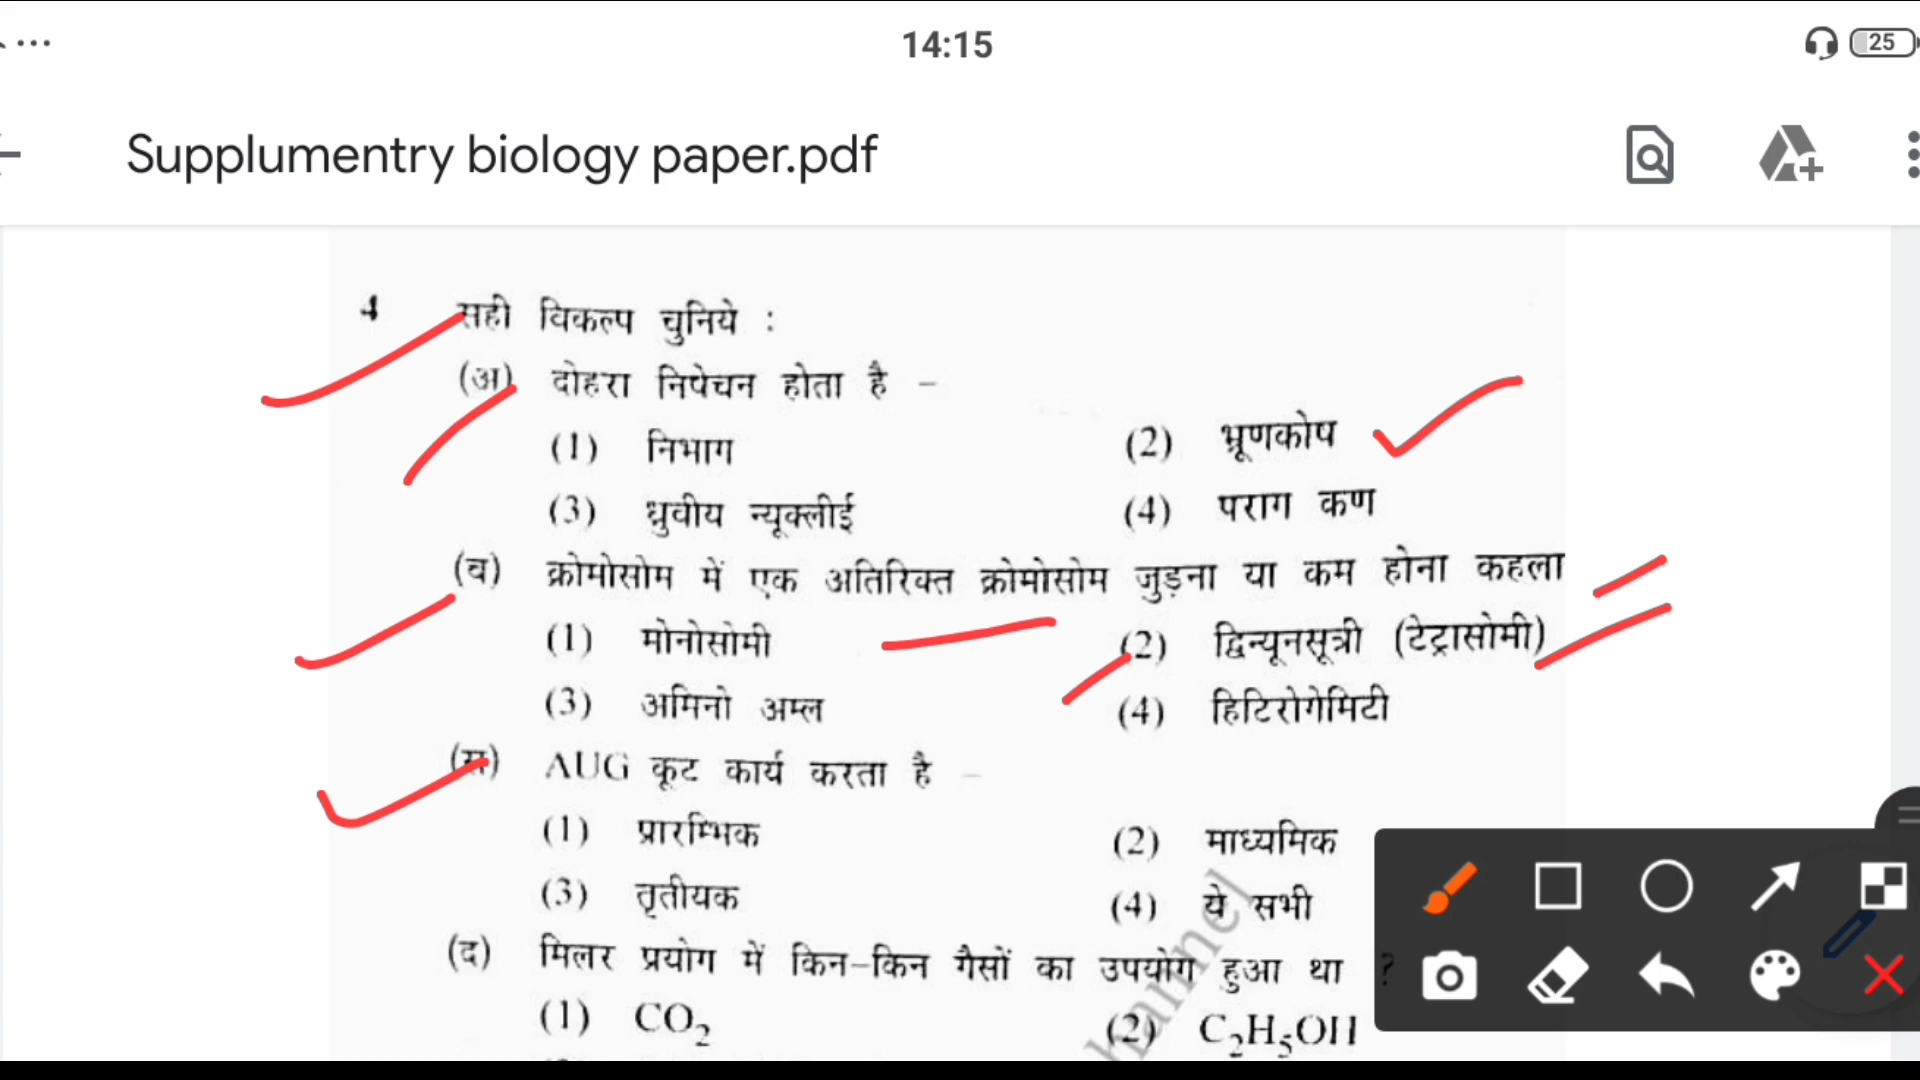 14:15
25
Supplumentry biology paper.pdf
4 सही विकल्प चुनिये :
(अ) दोहरा निषेचन होता है –
(1) निभाग (2) भ्रूणकोष
(3) ध्रुवीय न्यूक्लीई (4) पराग कण
(ब) क्रोमोसोम में एक अतिरिक्त क्रोमोसोम जुड़ना या कम होना कहला
(1) मोनोसोमी (2) द्विन्यूनसूत्री (टेट्रासोमी)
(3) अमिनो अम्ल (4) हिटिरोगेमिटी
(स) AUG कूट कार्य करता है –
(1) प्रारम्भिक (2) माध्यमिक
(3) तृतीयक (4) ये सभी
(द) मिलर प्रयोग में किन-किन गैसों का उपयोग हुआ था ?
(1) CO₂ (2) C₂H₅OH